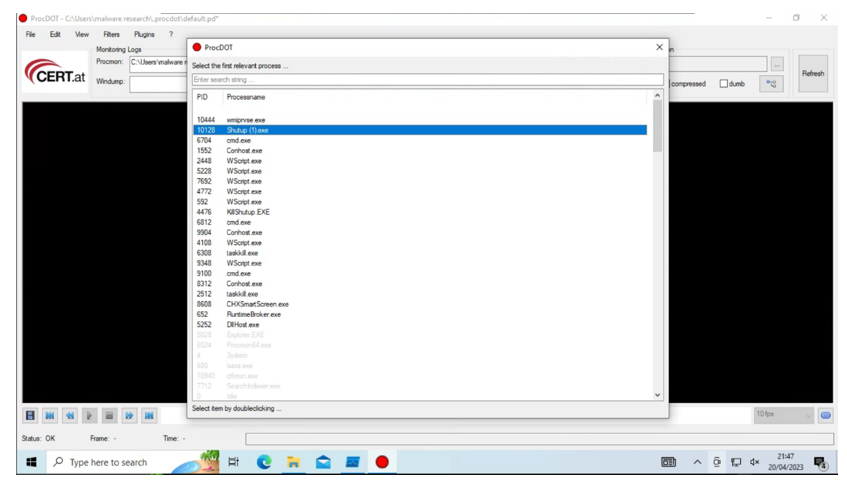 ProcDOT - C:\Users\malware research\.procdot\default.pd*
File Edit View Filters Plugins ?
CERT.at
Monitoring Logs
Procmon: C:\Users\malware r
Windump:
ProcDOT
Select the first relevant process ...
Enter search string ...
PID Processname
10444 wmiprvse.exe
10128 Shutup (1).exe
6704 cmd.exe
1552 Conhost.exe
2448 WScript.exe
5228 WScript.exe
7692 WScript.exe
4772 WScript.exe
592 WScript.exe
4476 KillShutup.EXE
6812 cmd.exe
9904 Conhost.exe
4108 WScript.exe
6308 taskkill.exe
9348 WScript.exe
9100 cmd.exe
8312 Conhost.exe
2512 taskkill.exe
8608 CHXSmartScreen.exe
652 RuntimeBroker.exe
5252 DllHost.exe
Explorer.EXE
6024 Procmon64.exe
4 System
lsass.exe
10940 ctfmon.exe
7712 SearchIndexer.exe
0 Idle
Select item by doubleclicking ...
...
compressed dumb
Refresh
10 fps
Status: OK Frame: - Time: -
Type here to search
21:47
20/04/2023
4